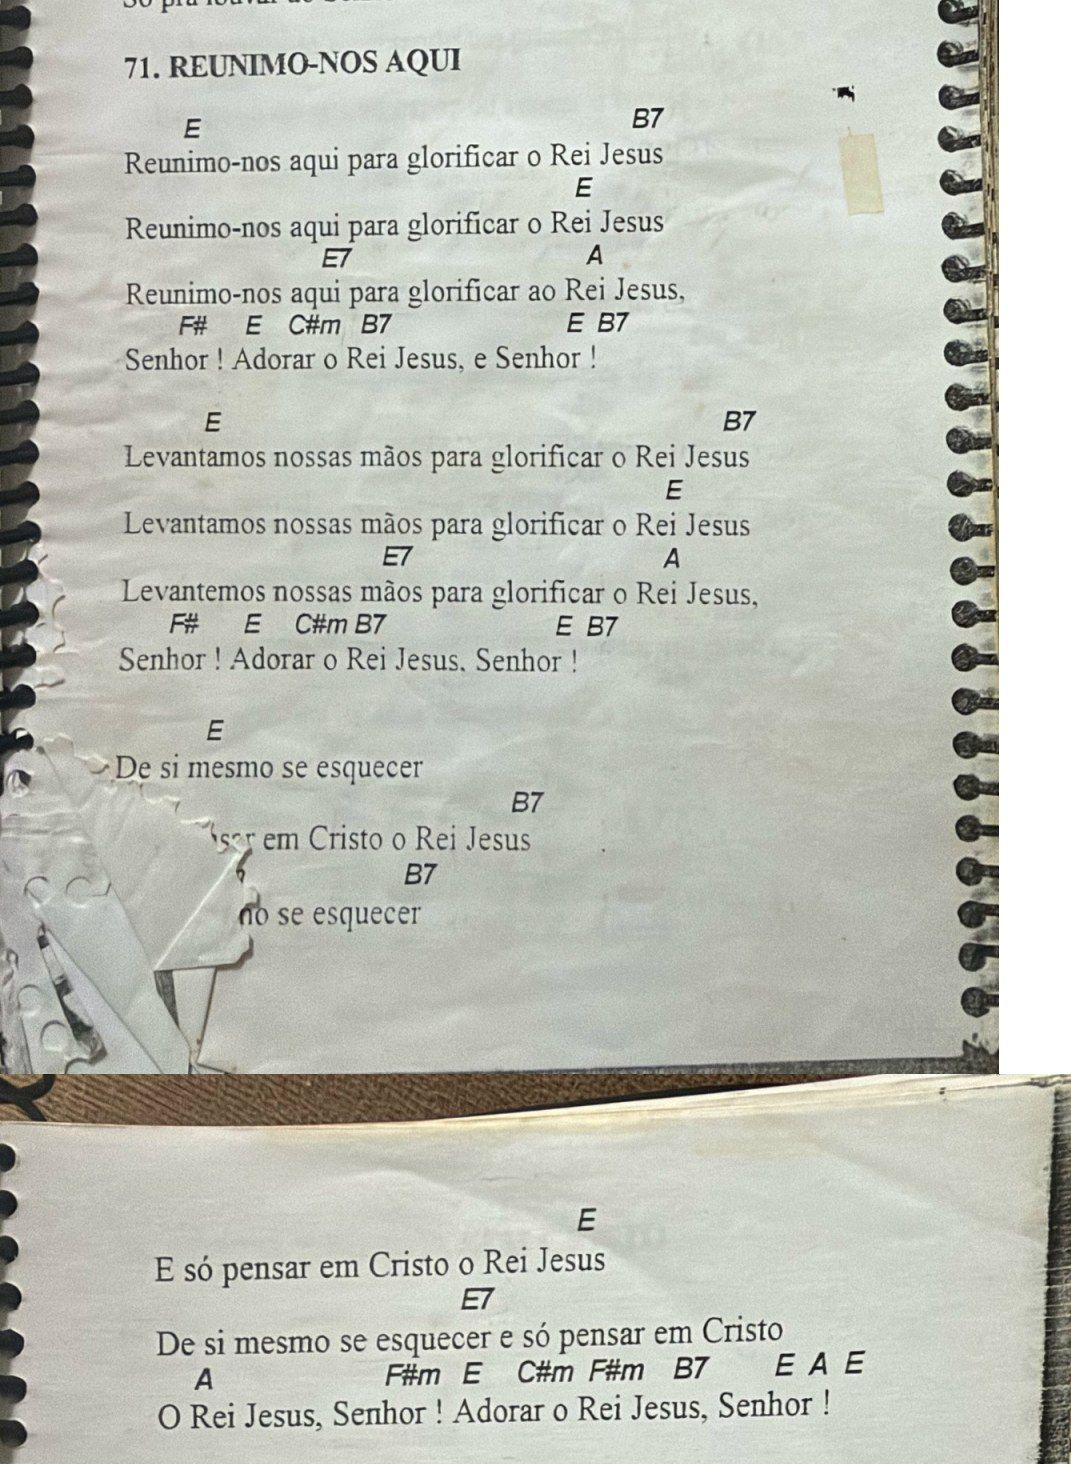 71. REUNIMO-NOS AQUI
E B7
Reunimo-nos aqui para glorificar o Rei Jesus
E
Reunimo-nos aqui para glorificar o Rei Jesus
E7 A
Reunimo-nos aqui para glorificar ao Rei Jesus,
F# E C#m B7 E B7
Senhor ! Adorar o Rei Jesus, e Senhor !
E B7
Levantamos nossas mãos para glorificar o Rei Jesus
E
Levantamos nossas mãos para glorificar o Rei Jesus
E7 A
Levantemos nossas mãos para glorificar o Rei Jesus,
F# E C#m B7 E B7
Senhor ! Adorar o Rei Jesus. Senhor !
E
De si mesmo se esquecer
B7
em Cristo o Rei Jesus
B7
se esquecer
E
E só pensar em Cristo o Rei Jesus
E7
De si mesmo se esquecer e só pensar em Cristo
A F#m E C#m F#m B7 E A E
O Rei Jesus, Senhor ! Adorar o Rei Jesus, Senhor !